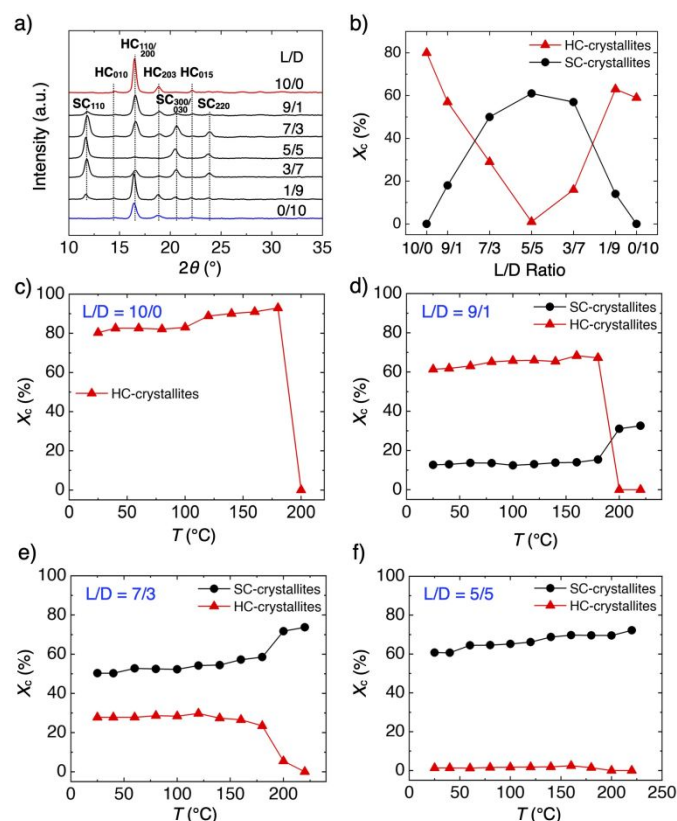 a)
Intensity (a.u.)
HC110/200
L/D
HC010
HC203
HC015
10/0
SC110
SC300/030
SC220
9/1
7/3
5/5
3/7
1/9
0/10
10 15 20 25 30 35
2θ (°)
b)
HC-crystallites
SC-crystallites
Xc (%)
80
60
40
20
0
10/0 9/1 7/3 5/5 3/7 1/9 0/10
L/D Ratio
c)
L/D = 10/0
HC-crystallites
Xc (%)
100
80
60
40
20
0
0 50 100 150 200
T (°C)
d)
L/D = 9/1
SC-crystallites
HC-crystallites
Xc (%)
100
80
60
40
20
0
0 50 100 150 200
T (°C)
e)
L/D = 7/3
SC-crystallites
HC-crystallites
Xc (%)
100
80
60
40
20
0
0 50 100 150 200
T (°C)
f)
L/D = 5/5
SC-crystallites
HC-crystallites
Xc (%)
100
80
60
40
20
0
0 50 100 150 200 250
T (°C)